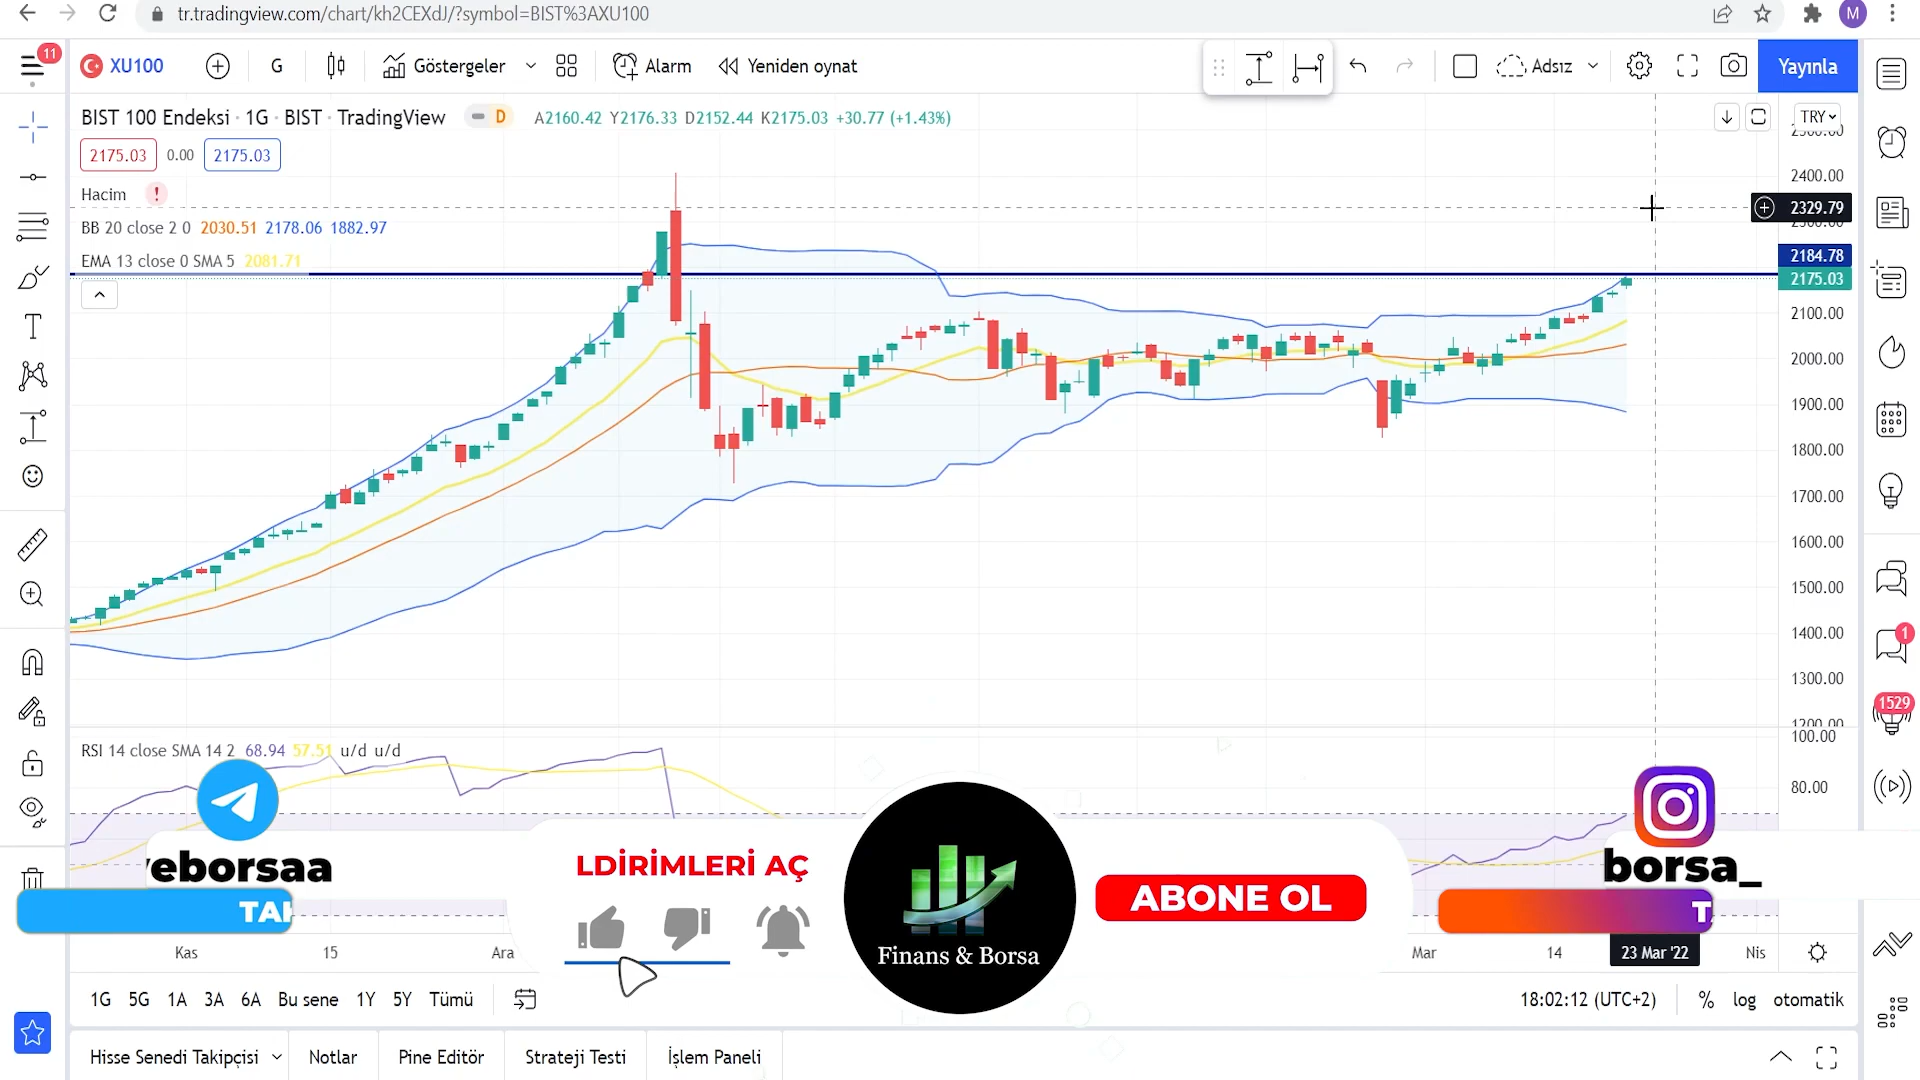 tr.tradingview.com/chart/kh2CEXdJ/?symbol=BIST%3AXU100
M
11
XU100
G
Göstergeler
Alarm
Yeniden oynat
Adsız
Yayınla
BIST 100 Endeksi · 1G · BIST · TradingView
D
A2160.42 Y2176.33 D2152.44 K2175.03 +30.77 (+1.43%)
TRY
2175.03 0.00 2175.03
Hacim !
BB 20 close 2 0 2030.51 2178.06 1882.97
EMA 13 close 0 SMA 5 2081.71
2400.00
2329.79
2184.78
2175.03
2100.00
2000.00
1900.00
1800.00
1700.00
1600.00
1500.00
1400.00
1300.00
1200.00
RSI 14 close SMA 14 2 68.94 57.51 u/d u/d
100.00
80.00
1
1529
eborsaa
TAK
LDİRİMLERİ AÇ
Finans & Borsa
ABONE OL
borsa_
T
Kas
15
Ara
Mar
14
23 Mar '22
Nis
1G 5G 1A 3A 6A Bu sene 1Y 5Y Tümü
18:02:12 (UTC+2)
% log otomatik
Hisse Senedi Takipçisi
Notlar
Pine Editör
Strateji Testi
İşlem Paneli